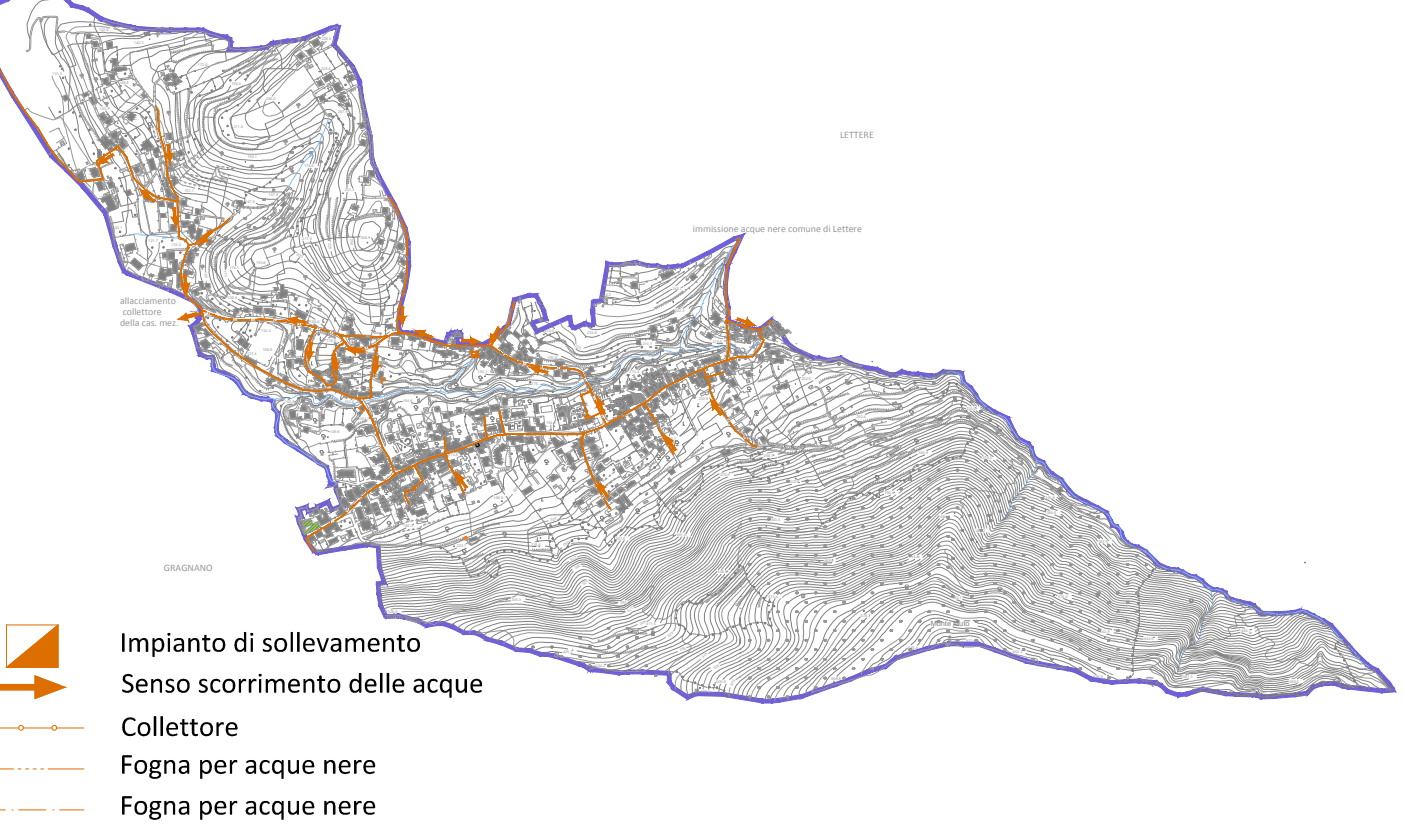 LETTERE
immissione acque nere comune di Lettere
allacciamento
collettore
della cas. mez.
GRAGNANO
Impianto di sollevamento
Senso scorrimento delle acque
Collettore
Fogna per acque nere
Fogna per acque nere